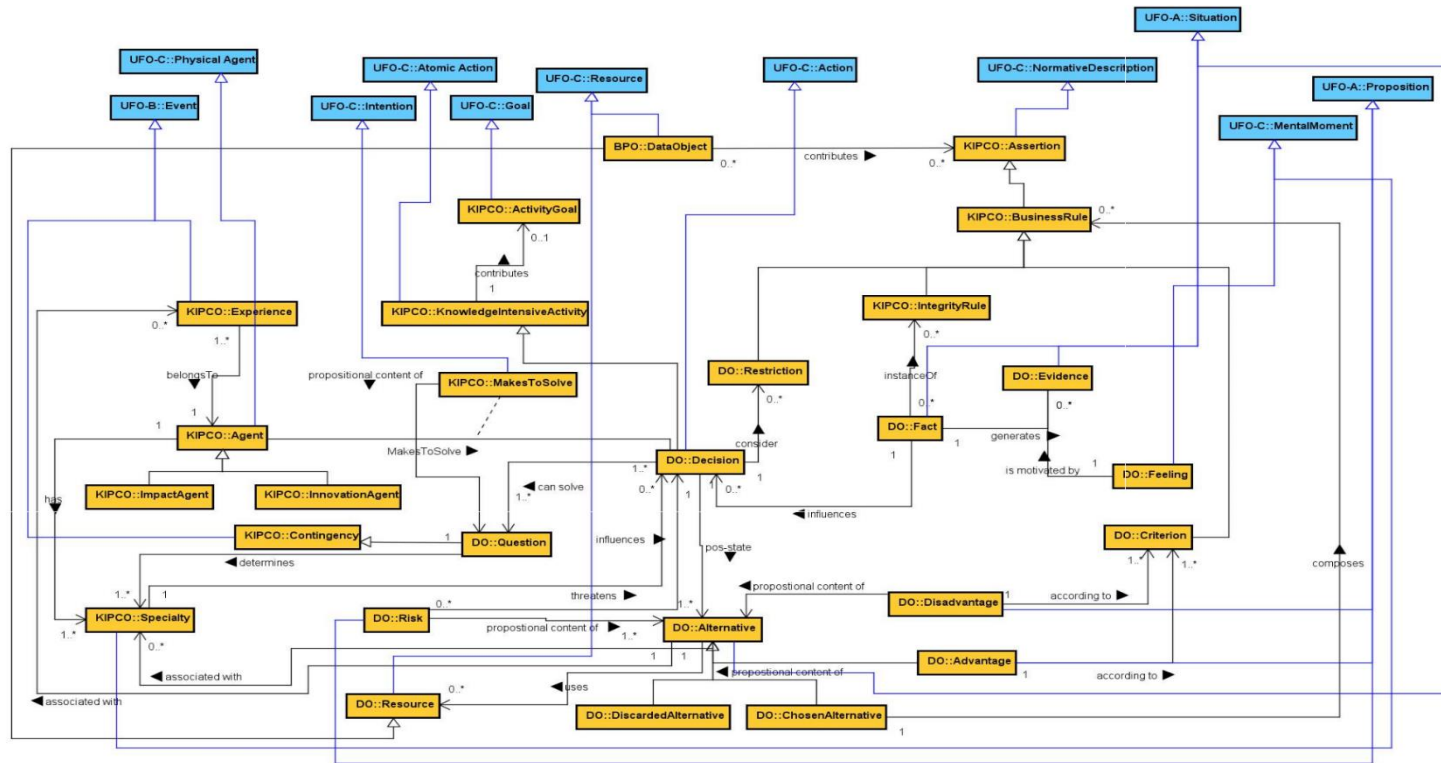 UFO-A::Situation
UFO-C::Physical Agent
UFO-C::Atomic Action
UFO-C::Resource
UFO-C::Action
UFO-C::NormativeDescription
UFO-A::Proposition
UFO-B::Event
UFO-C::Intention
UFO-C::Goal
UFO-C::MentalMoment
BPO::DataObject
0..*
contributes ►
0..*
KIPCO::Assertion
KIPCO::ActivityGoal
0..1
KIPCO::BusinessRule
0..*
▲
contributes
1
KIPCO::Experience
0..*
1..*
KIPCO::KnowledgeIntensiveActivity
KIPCO::IntegrityRule
0..*
belongsTo
▼
propositional content of
▼
KIPCO::MakesToSolve
DO::Restriction
0..*
▲
instanceOf
DO::Evidence
0..*
0..*
1
1
KIPCO::Agent
MakesToSolve ►
▲
consider
1
DO::Fact
1
1
generates ►
▲
is motivated by
1
DO::Feeling
DO::Decision
1..*
0..*
1
1
0..*
◄ can solve
1..*
◄ influences
KIPCO::ImpactAgent
KIPCO::InnovationAgent
has
▼
KIPCO::Contingency
1
DO::Question
influences ►
pos-state
▼
DO::Criterion
1..*
1..*
composes
▲
◄ determines
1..*
1
threatens ►
◄ propostional content of
DO::Disadvantage
1
according to ►
KIPCO::Specialty
1..*
0..*
DO::Risk
0..*
propostional content of ►
1..*
1..*
DO::Alternative
1
1
DO::Advantage
1
according to ►
◄ associated with
◄ propostional content of
◄ associated with
0..*
◄ uses
DO::Resource
DO::DiscardedAlternative
DO::ChosenAlternative
1